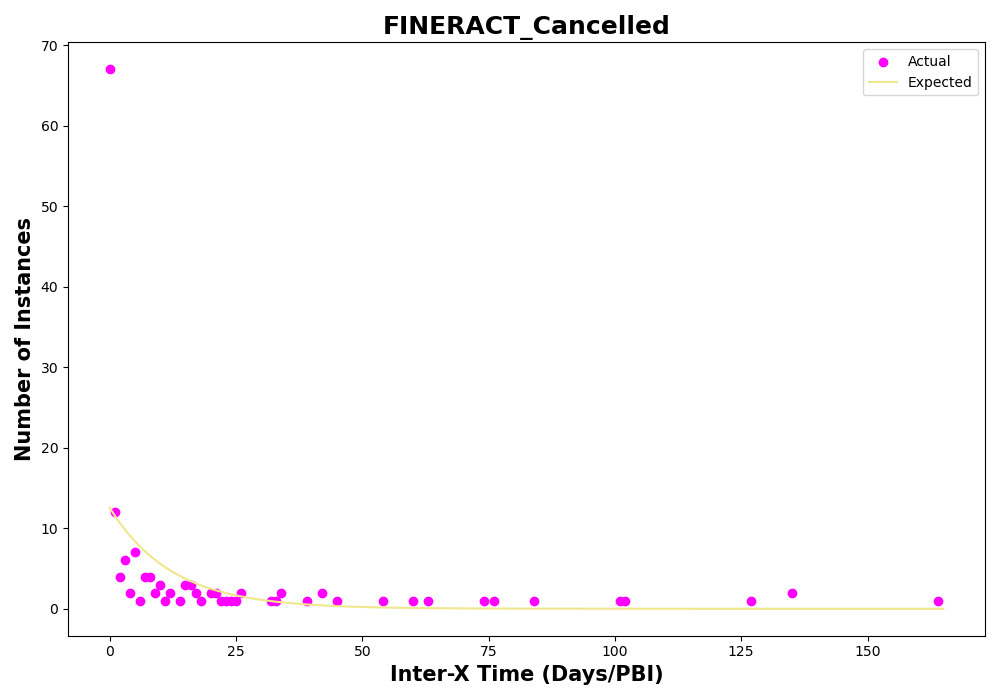 FINERACT_Cancelled
Actual
Expected
Number of Instances
70
60
50
40
30
20
10
0
0 25 50 75 100 125 150
Inter-X Time (Days/PBI)